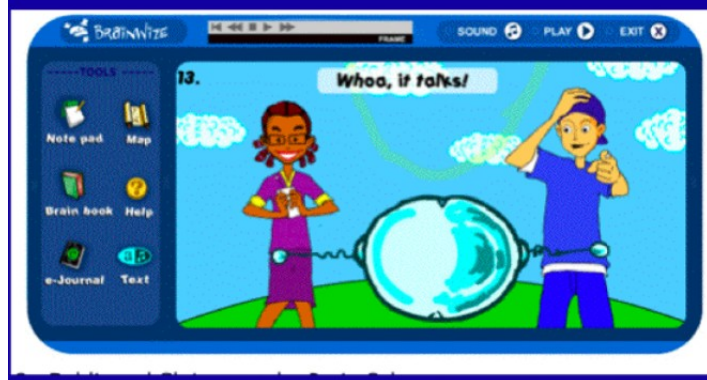 BRainWizE
FRAME
SOUND
PLAY
EXIT
TOOLS
Note pad
Map
Brain book
Help
e-Journal
Text
13.
Whoa, it talks!